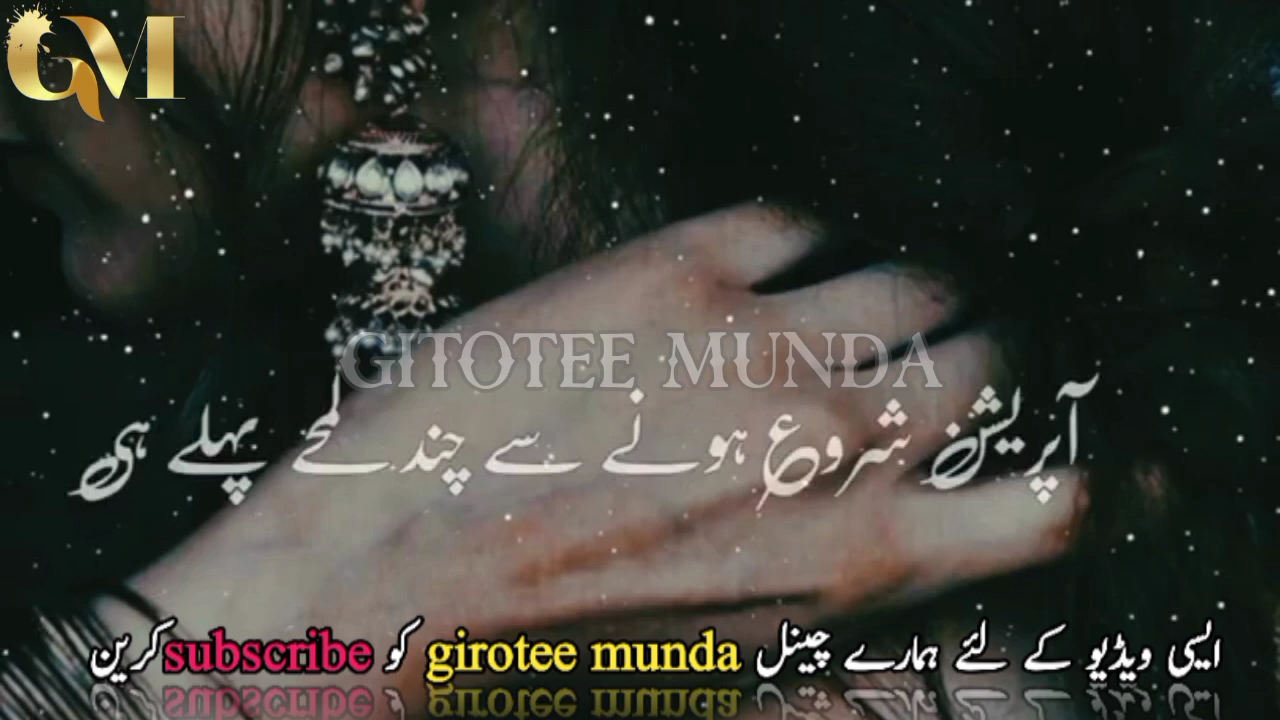 GM
GITOTEE MUNDA
آپریشن شروع ہونے سے چند لمحے پہلے ہی
ایسی ویڈیو کے لئے ہمارے چینل girotee munda کو subscribe کریں